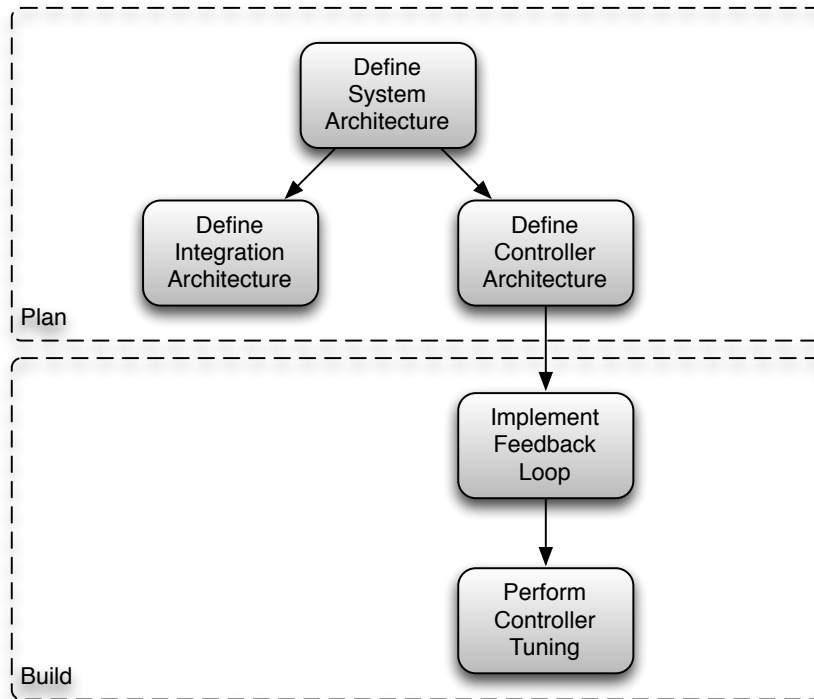 Define
System
Architecture
Define
Integration
Architecture
Define
Controller
Architecture
Plan
Implement
Feedback
Loop
Perform
Controller
Tuning
Build